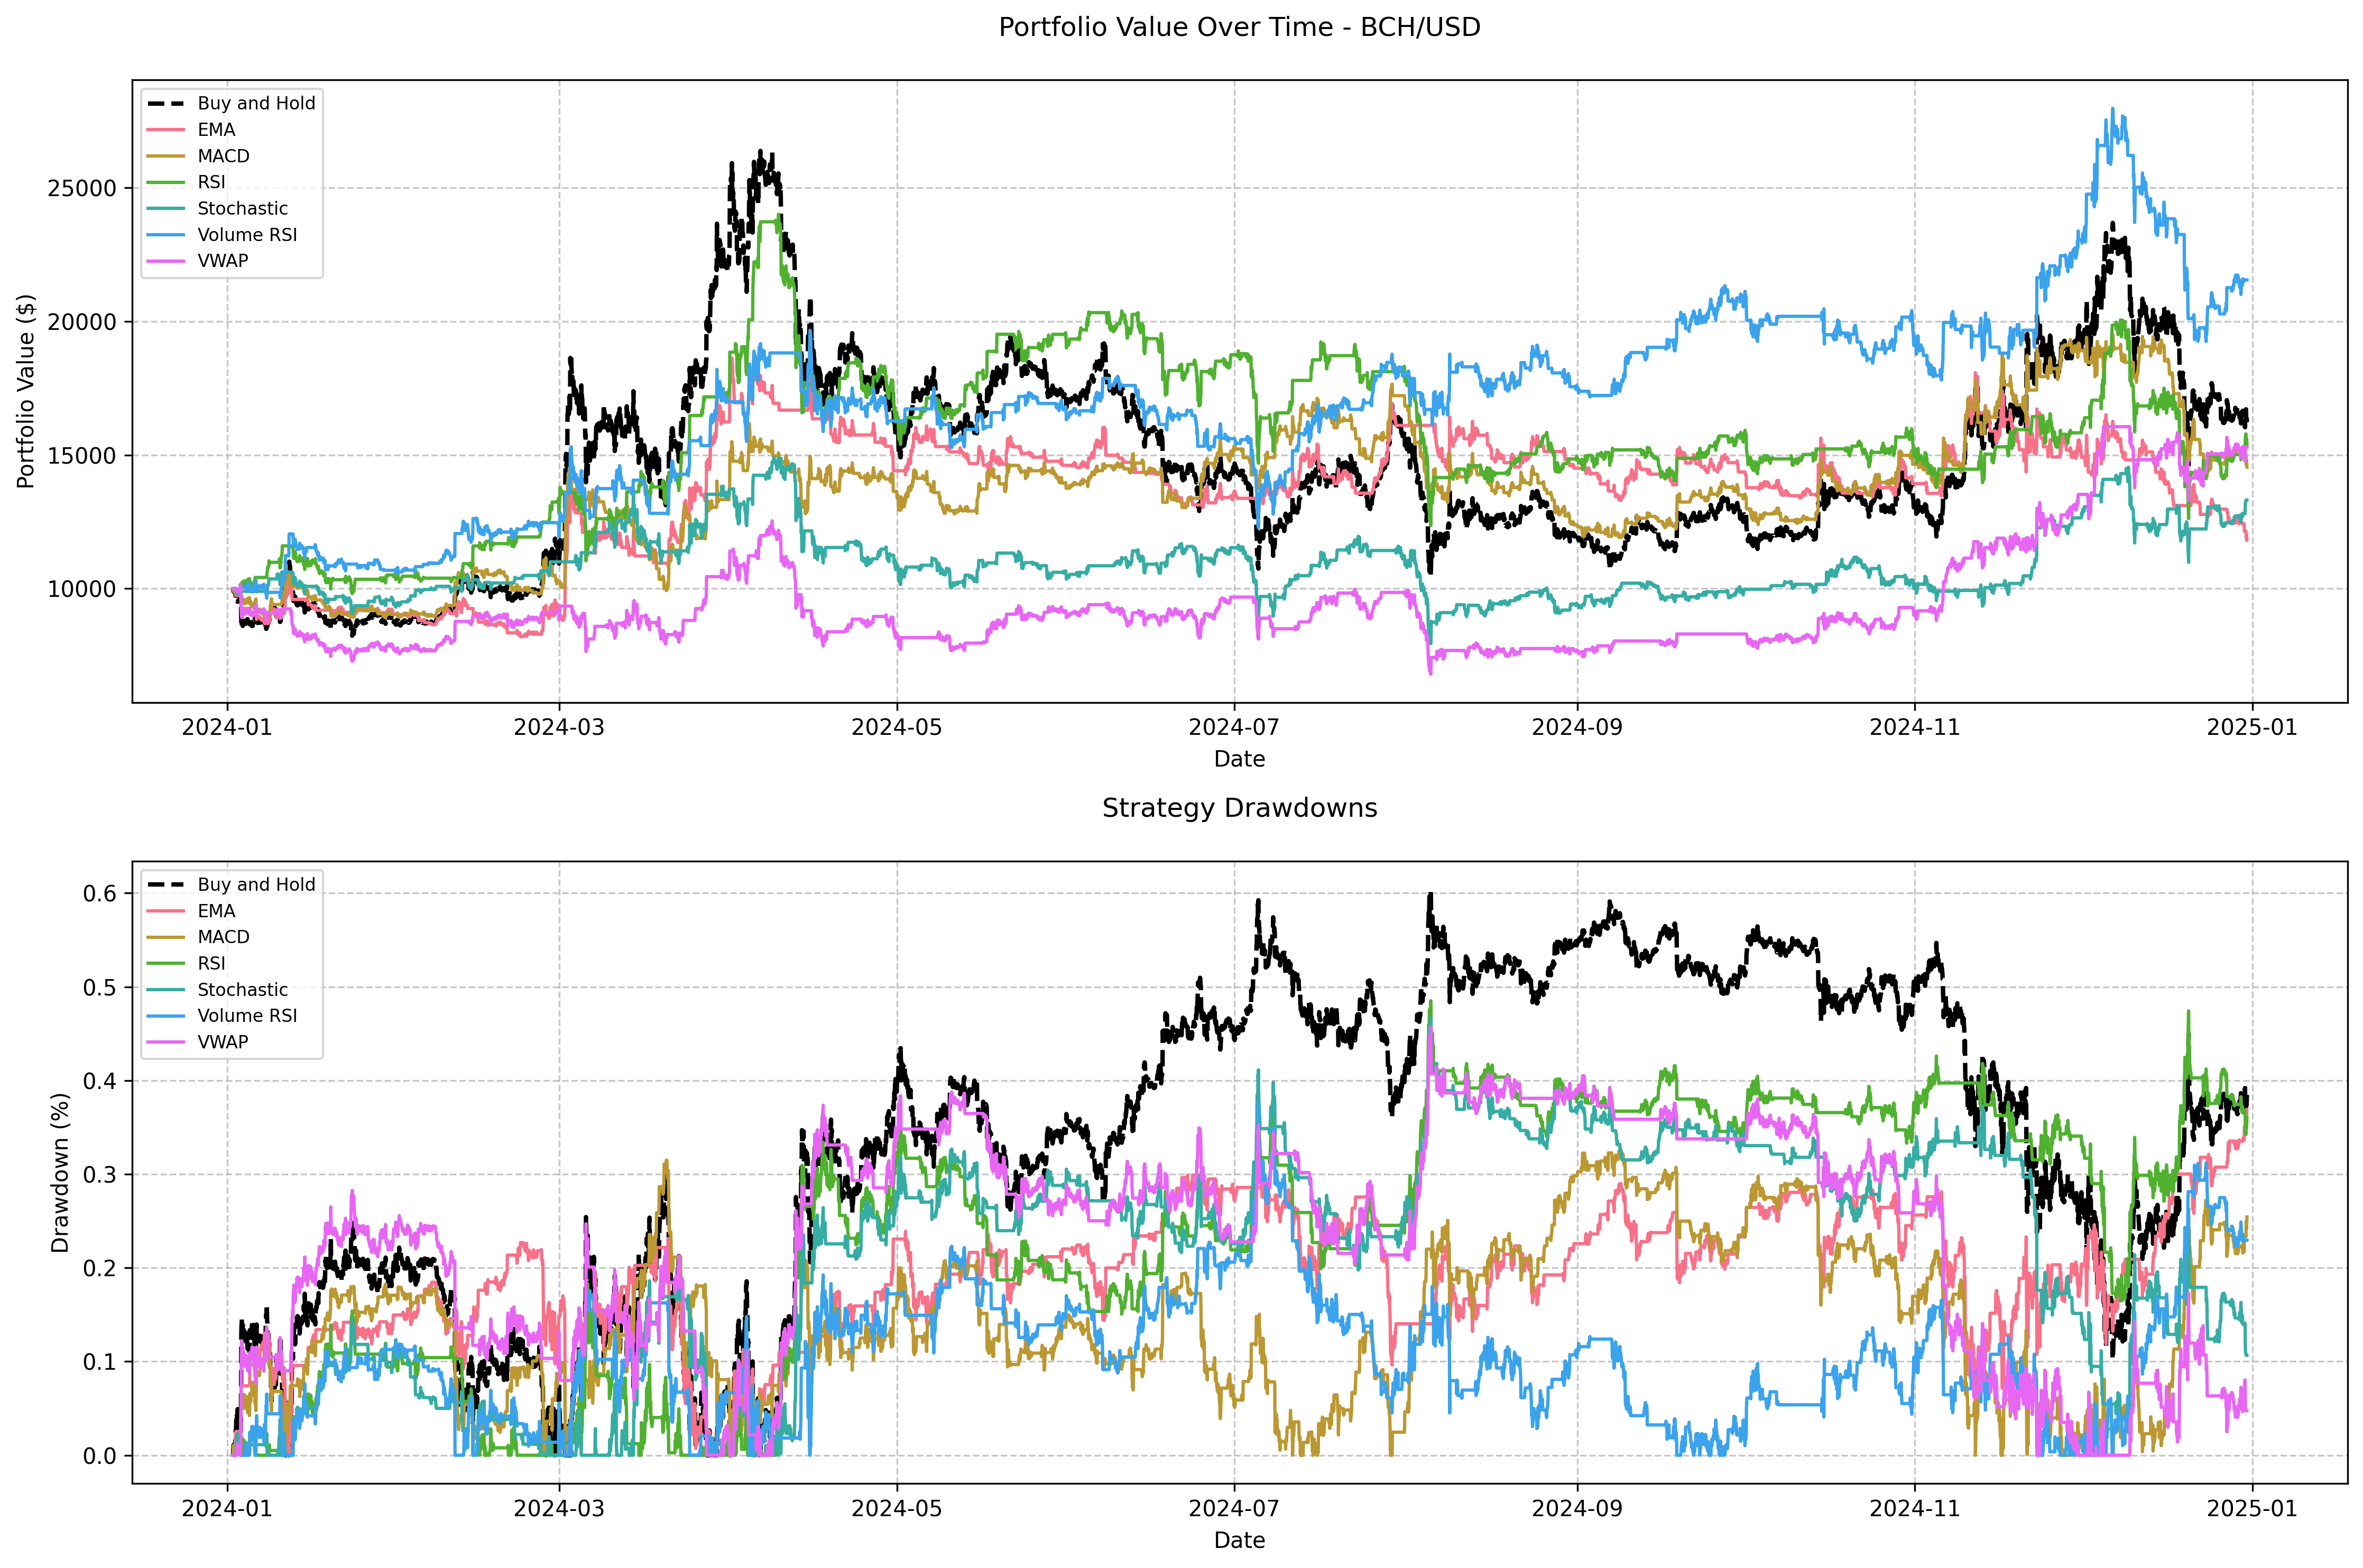 Portfolio Value Over Time - BCH/USD
Buy and Hold
EMA
MACD
RSI
Stochastic
Volume RSI
VWAP
Portfolio Value ($)
25000
20000
15000
10000
2024-01 2024-03 2024-05 2024-07 2024-09 2024-11 2025-01
Date
Strategy Drawdowns
Buy and Hold
EMA
MACD
RSI
Stochastic
Volume RSI
VWAP
Drawdown (%)
0.6
0.5
0.4
0.3
0.2
0.1
0.0
2024-01 2024-03 2024-05 2024-07 2024-09 2024-11 2025-01
Date